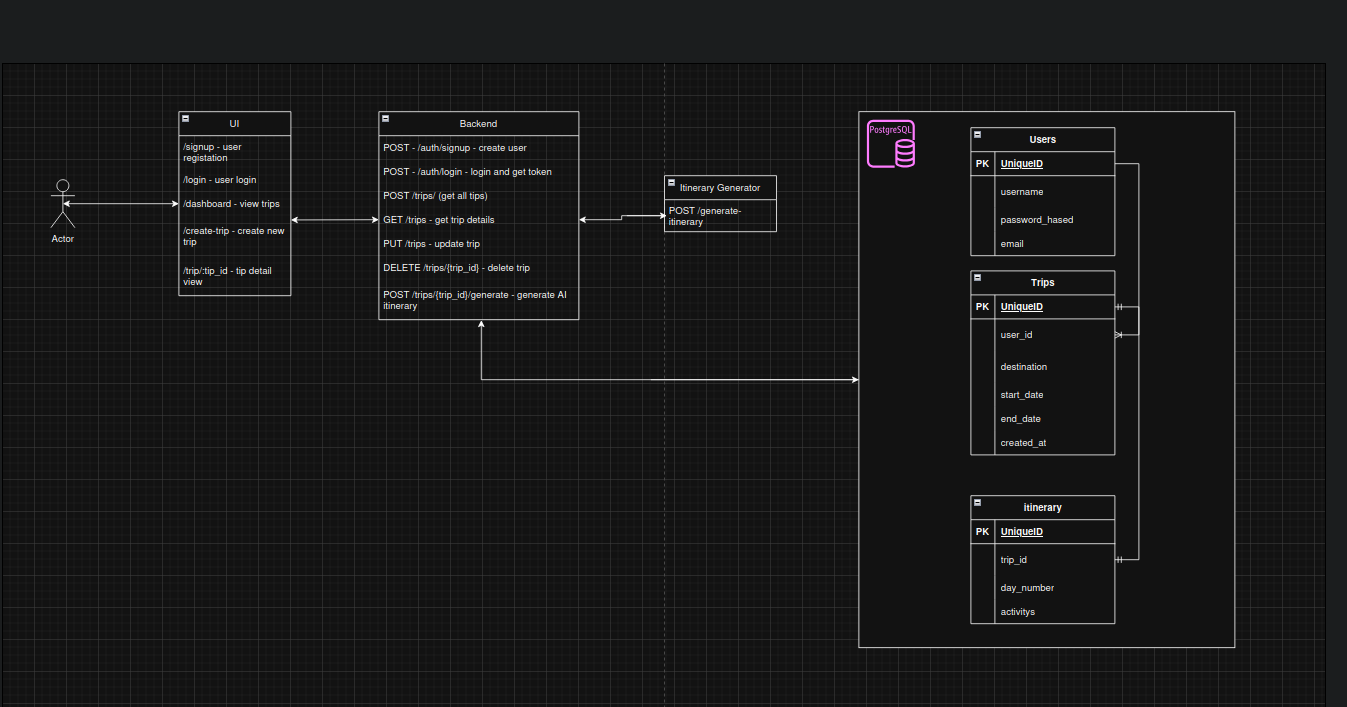 Actor
UI
/signup - user
registation
/login - user login
/dashboard - view trips
/create-trip - create new
trip
/trip/:tip_id - tip detail
view
Backend
POST - /auth/signup - create user
POST - /auth/login - login and get token
POST /trips/ (get all tips)
GET /trips - get trip details
PUT /trips - update trip
DELETE /trips/{trip_id} - delete trip
POST /trips/{trip_id}/generate - generate AI
itinerary
Itinerary Generator
POST /generate-
itinerary
PostgreSQL
Users
PK UniqueID
username
password_hased
email
Trips
PK UniqueID
user_id
destination
start_date
end_date
created_at
itinerary
PK UniqueID
trip_id
day_number
activitys